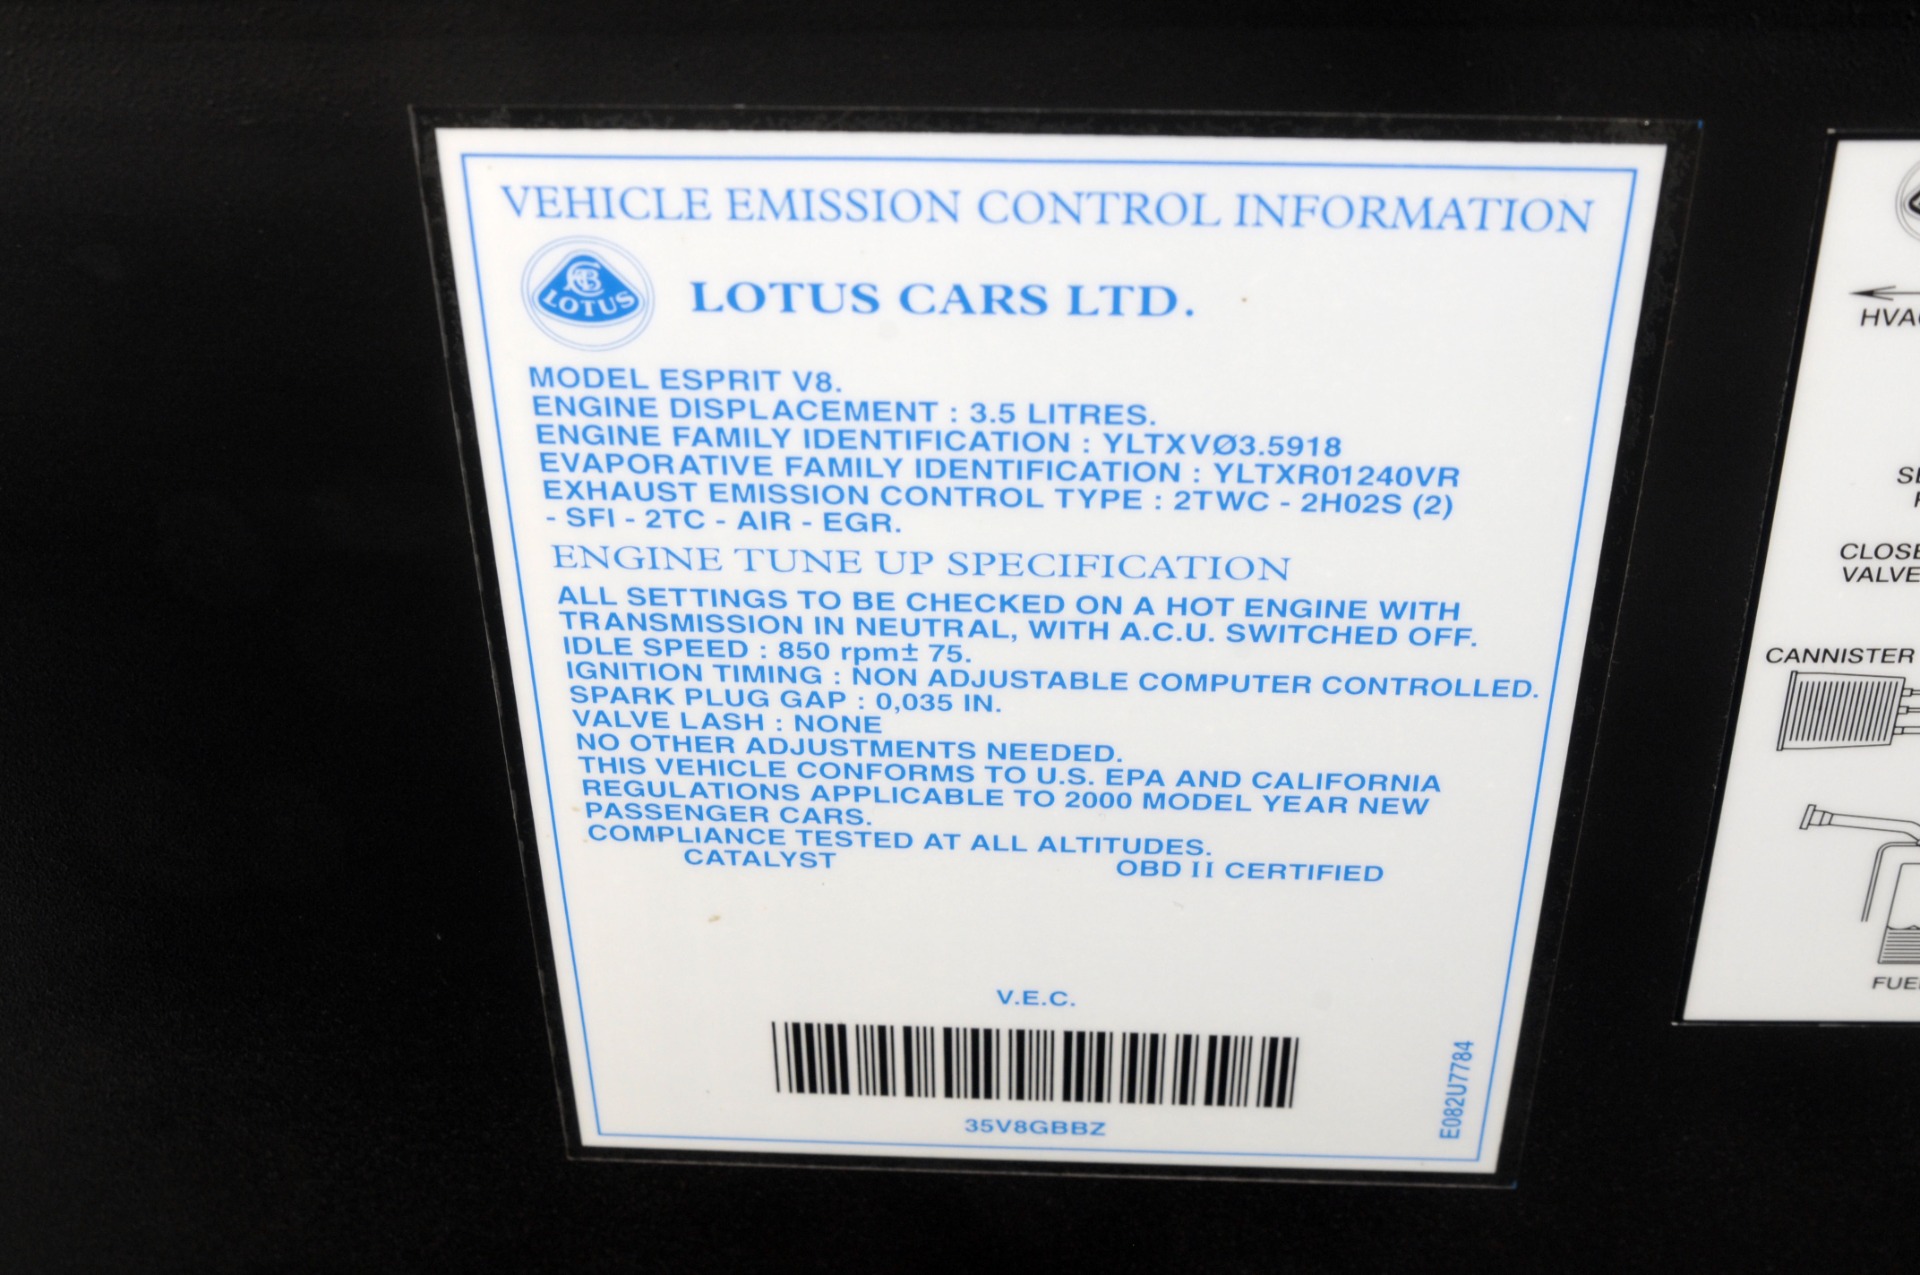 VEHICLE EMISSION CONTROL INFORMATION
LOTUS
LOTUS CARS LTD.
MODEL ESPRIT V8.
ENGINE DISPLACEMENT : 3.5 LITRES.
ENGINE FAMILY IDENTIFICATION : YLTXVØ3.5918
EVAPORATIVE FAMILY IDENTIFICATION : YLTXR01240VR
EXHAUST EMISSION CONTROL TYPE : 2TWC - 2H02S (2)
- SFI - 2TC - AIR - EGR.
ENGINE TUNE UP SPECIFICATION
ALL SETTINGS TO BE CHECKED ON A HOT ENGINE WITH
TRANSMISSION IN NEUTRAL, WITH A.C.U. SWITCHED OFF.
IDLE SPEED : 850 rpm± 75.
IGNITION TIMING : NON ADJUSTABLE COMPUTER CONTROLLED.
SPARK PLUG GAP : 0,035 IN.
VALVE LASH : NONE
NO OTHER ADJUSTMENTS NEEDED.
THIS VEHICLE CONFORMS TO U.S. EPA AND CALIFORNIA
REGULATIONS APPLICABLE TO 2000 MODEL YEAR NEW
PASSENGER CARS.
COMPLIANCE TESTED AT ALL ALTITUDES.
CATALYST OBD II CERTIFIED
V.E.C.
35V8GBBZ
E082U7784
HVAC
VALVE
CANNISTER